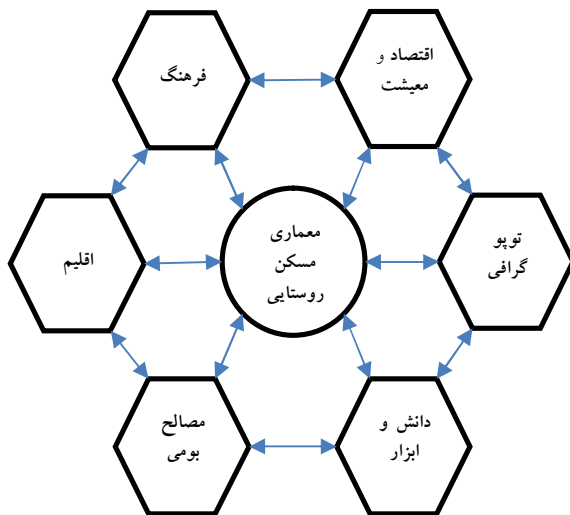 اقتصاد و
معیشت
فرهنگ
توپو
گرافی
معماری
مسکن
روستایی
اقلیم
دانش و
ابزار
مصالح
بومی